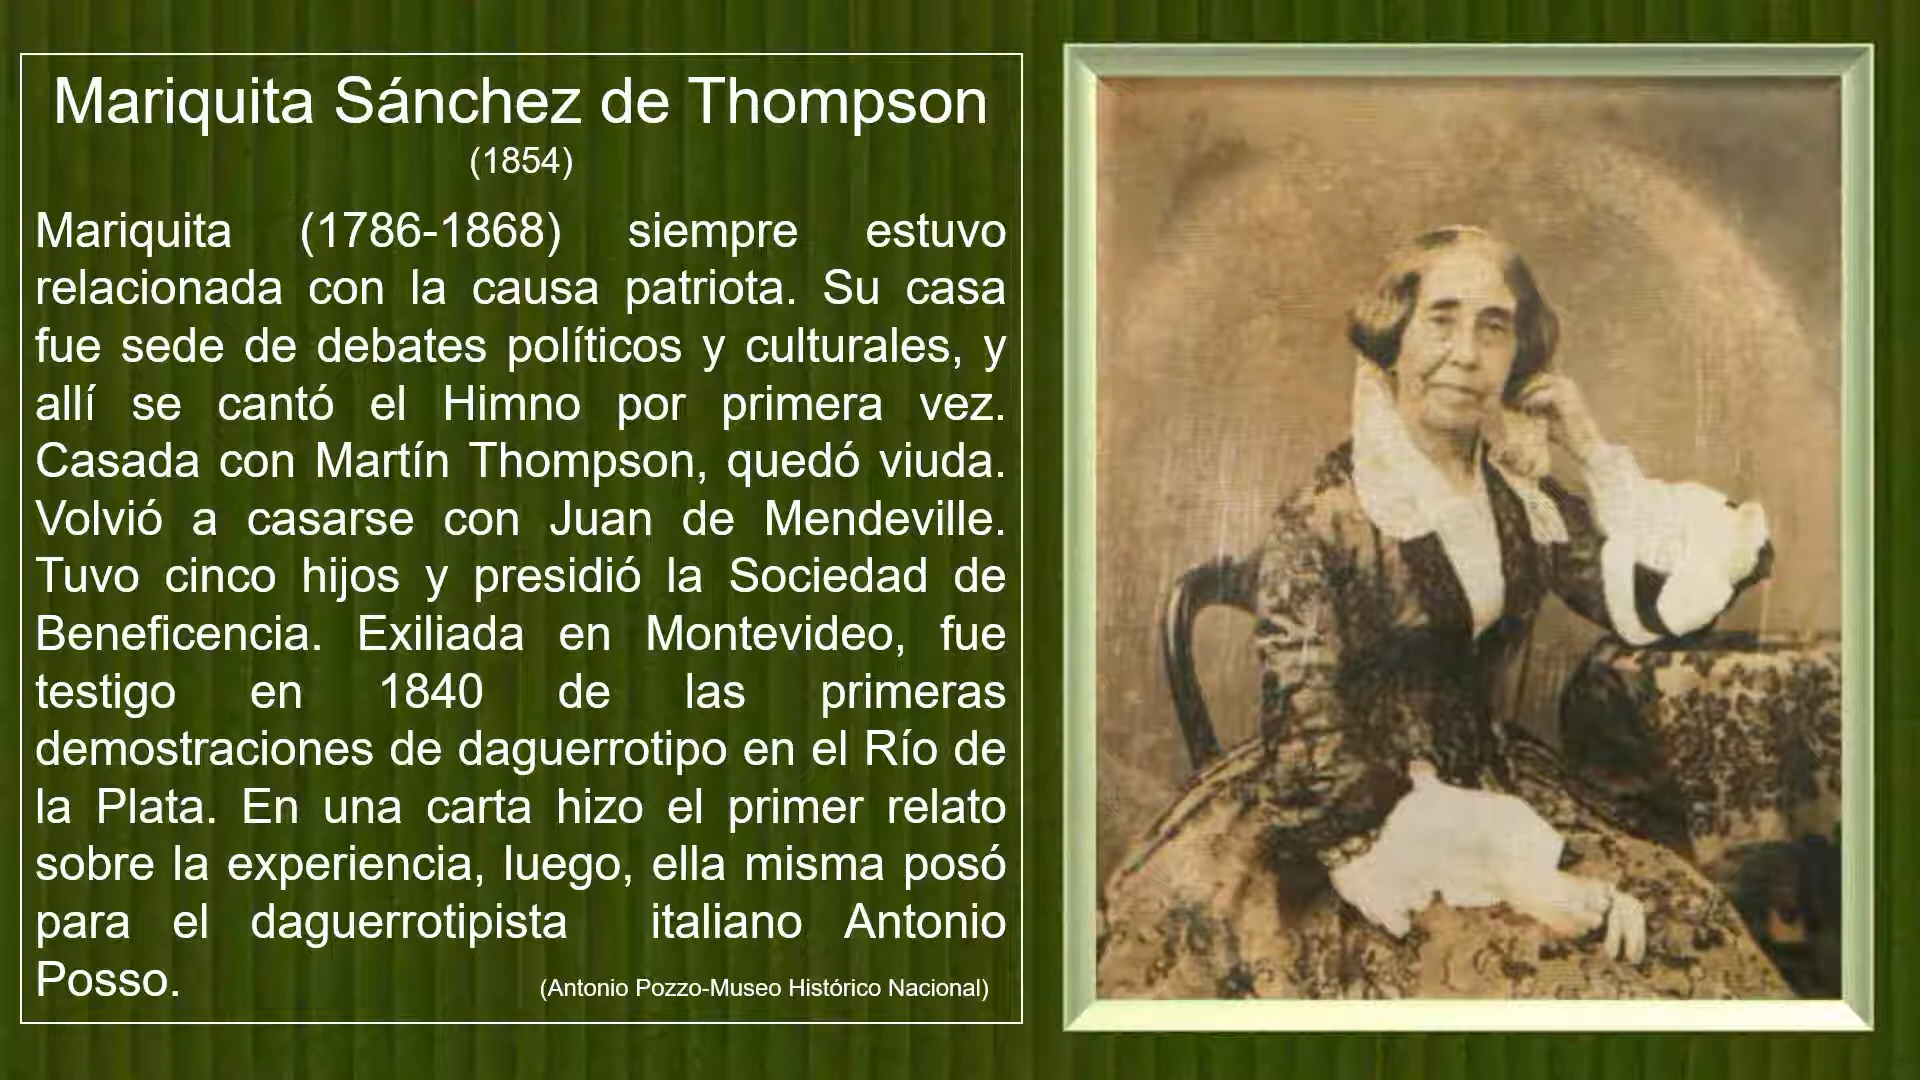 Mariquita Sánchez de Thompson
(1854)
Mariquita (1786-1868) siempre estuvo
relacionada con la causa patriota. Su casa
fue sede de debates políticos y culturales, y
allí se cantó el Himno por primera vez.
Casada con Martín Thompson, quedó viuda.
Volvió a casarse con Juan de Mendeville.
Tuvo cinco hijos y presidió la Sociedad de
Beneficencia. Exiliada en Montevideo, fue
testigo en 1840 de las primeras
demostraciones de daguerrotipo en el Río de
la Plata. En una carta hizo el primer relato
sobre la experiencia, luego, ella misma posó
para el daguerrotipista italiano Antonio
Posso. (Antonio Pozzo-Museo Histórico Nacional)